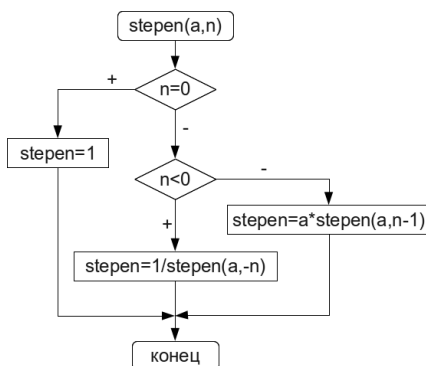 stepen(a,n)
+
n=0
-
stepen=1
n<0
-
+
stepen=a*stepen(a,n-1)
stepen=1/stepen(a,-n)
конец